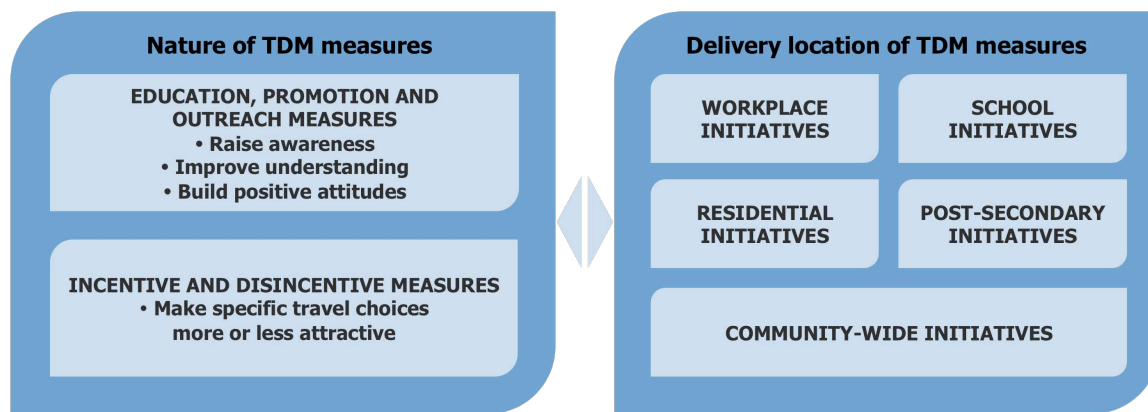 Nature of TDM measures
EDUCATION, PROMOTION AND
OUTREACH MEASURES
• Raise awareness
• Improve understanding
• Build positive attitudes
INCENTIVE AND DISINCENTIVE MEASURES
• Make specific travel choices
more or less attractive
Delivery location of TDM measures
WORKPLACE
INITIATIVES
SCHOOL
INITIATIVES
RESIDENTIAL
INITIATIVES
POST-SECONDARY
INITIATIVES
COMMUNITY-WIDE INITIATIVES